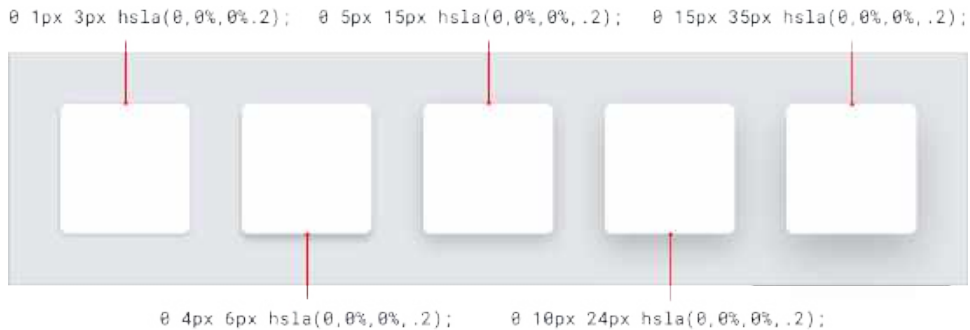 0 1px 3px hsla(0,0%,0%.2); 0 5px 15px hsla(0,0%,0%,.2); 0 15px 35px hsla(0,0%,0%,.2);
0 4px 6px hsla(0,0%,0%,.2); 0 10px 24px hsla(0,0%,0%,.2);